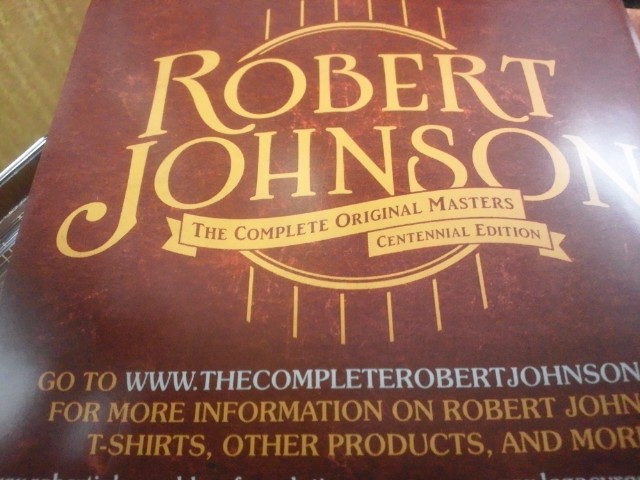 ROBERT
JOHNSON
THE COMPLETE ORIGINAL MASTERS
CENTENNIAL EDITION
GO TO WWW.THECOMPLETEROBERTJOHNSON
FOR MORE INFORMATION ON ROBERT JOHN
T-SHIRTS, OTHER PRODUCTS, AND MOR